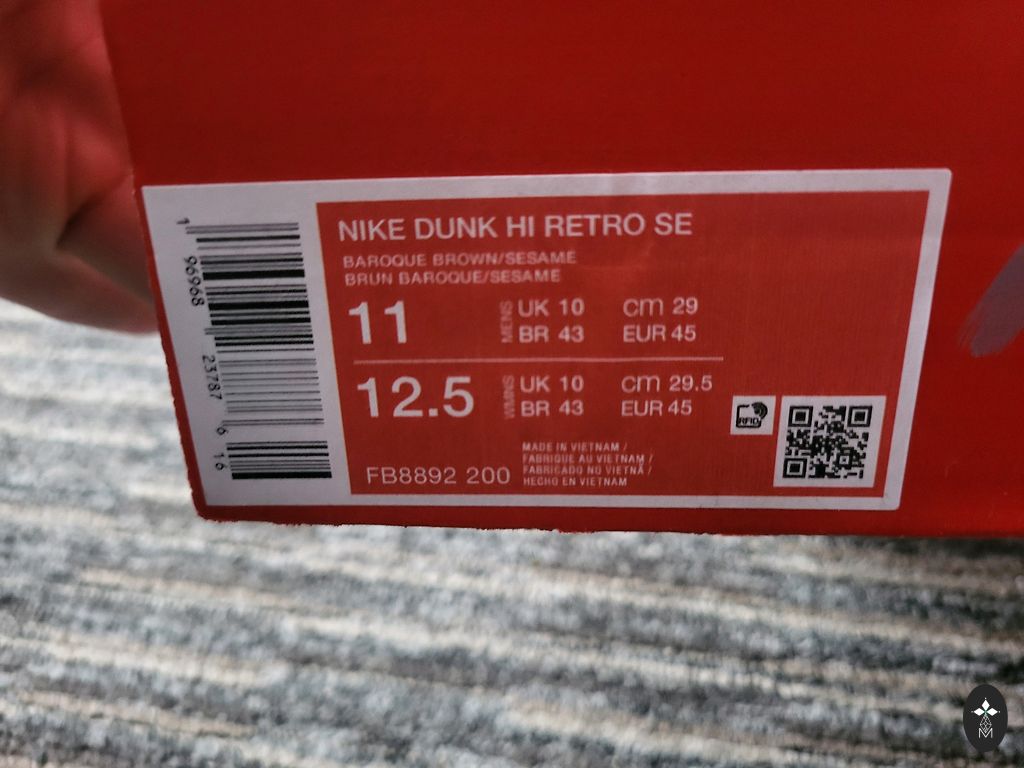 NIKE DUNK HI RETRO SE
BAROQUE BROWN/SESAME
BRUN BAROQUE/SESAME
11 MENS UK 10 cm 29
BR 43 EUR 45
12.5 WMNS UK 10 cm 29.5
BR 43 EUR 45
RFID
FB8892 200
MADE IN VIETNAM /
FABRIQUE AU VIETNAM /
FABRICADO NO VIETNÃ /
HECHO EN VIETNAM
1 96968 23787 6 16
M